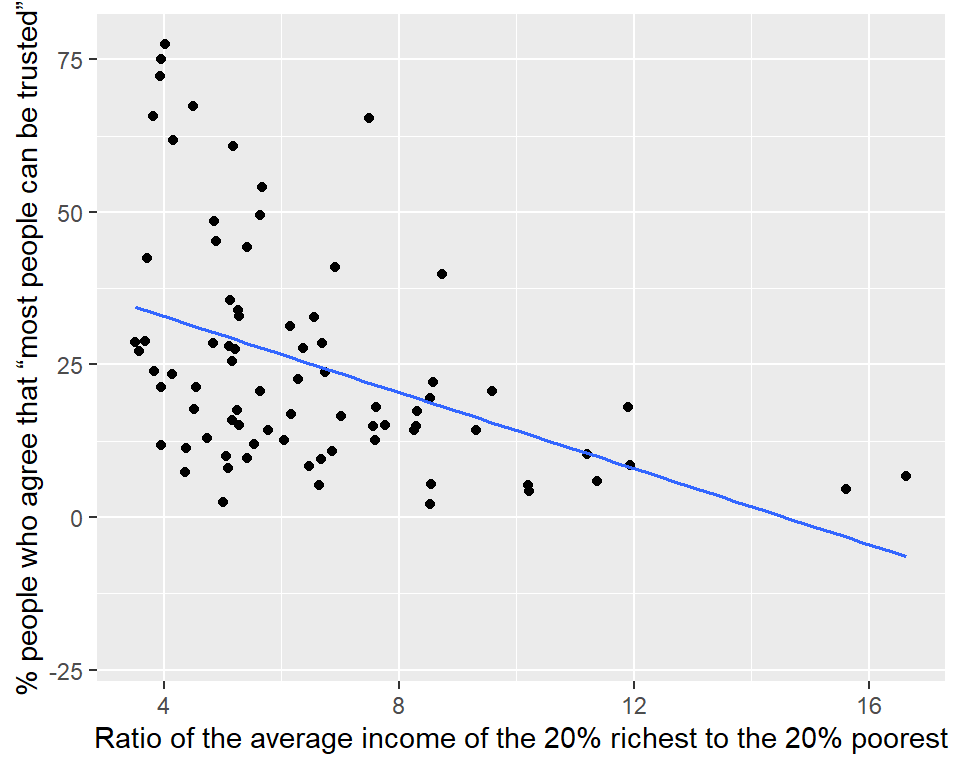 % people who agree that “most people can be trusted”
75
50
25
0
-25
4 8 12 16
Ratio of the average income of the 20% richest to the 20% poorest